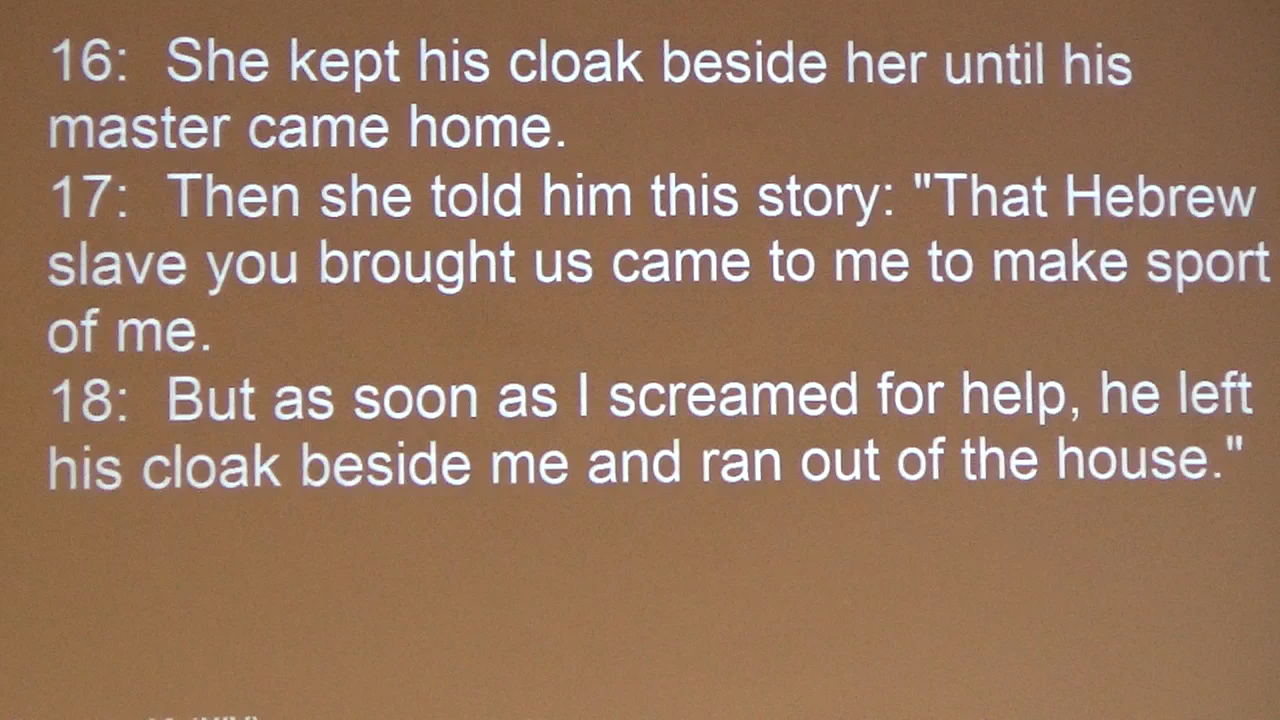 16: She kept his cloak beside her until his
master came home.
17: Then she told him this story: "That Hebrew
slave you brought us came to me to make sport
of me.
18: But as soon as I screamed for help, he left
his cloak beside me and ran out of the house."